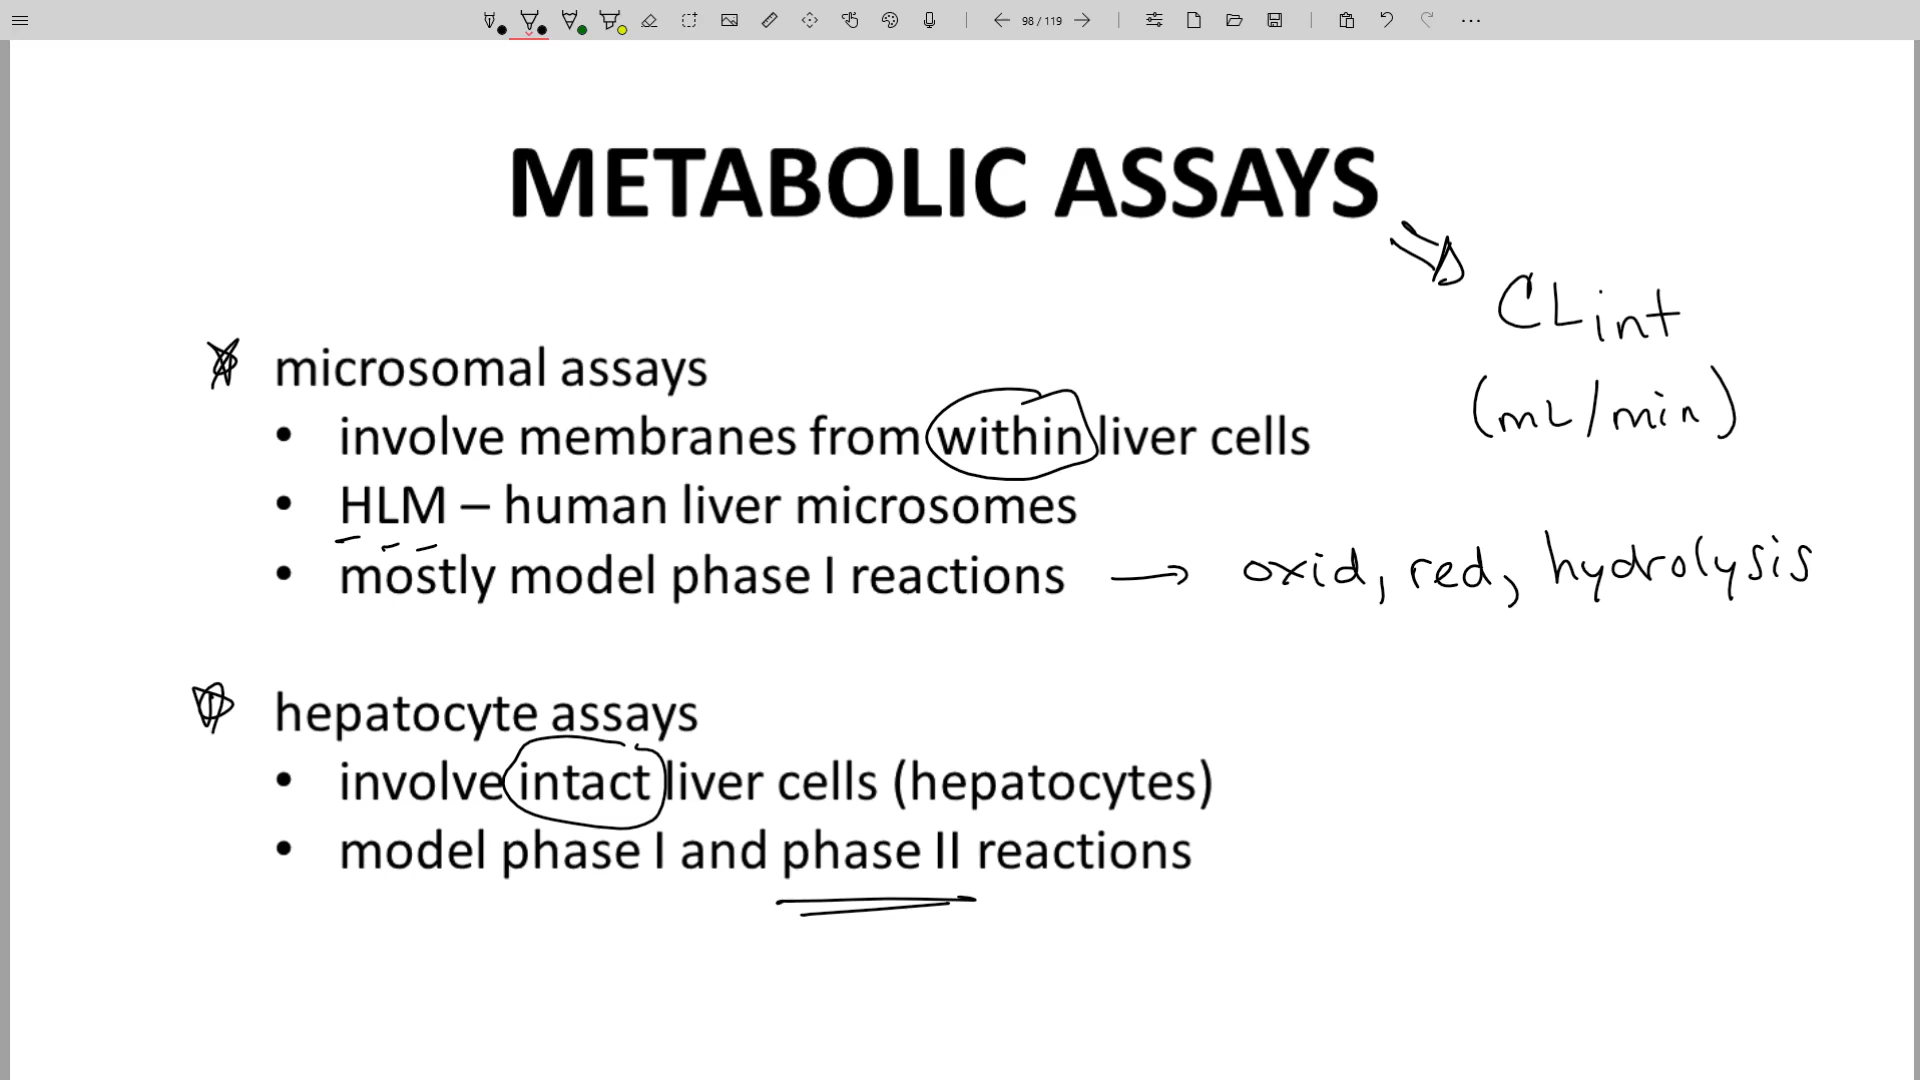 98 / 119
METABOLIC ASSAYS
CLint
(mL/min)
microsomal assays
• involve membranes from within liver cells
• HLM – human liver microsomes
• mostly model phase I reactions → oxid, red, hydrolysis
hepatocyte assays
• involve intact liver cells (hepatocytes)
• model phase I and phase II reactions